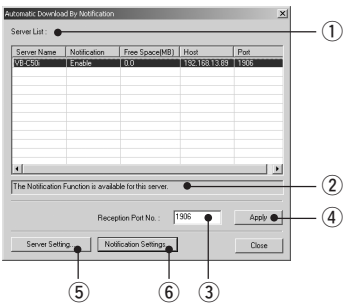 Automatic Download By Notification
Server List :
①
Server Name Notification Free Space(MB) Host Port
VB-C50i Enable 0.0 192.168.13.89 1906
The Notification Function is available for this server.
②
Reception Port No. : 1906 Apply
④
Server Setting... Notification Settings... Close
⑤ ⑥ ③